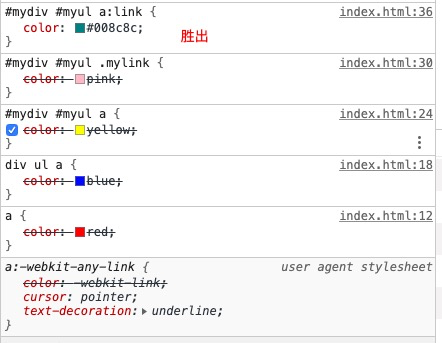 #mydiv #myul a:link { index.html:36
color: #008c8c;
胜出
}
#mydiv #myul .mylink { index.html:30
color: pink;
}
#mydiv #myul a { index.html:24
color: yellow;
}
div ul a { index.html:18
color: blue;
}
a { index.html:12
color: red;
}
a:-webkit-any-link { user agent stylesheet
color: -webkit-link;
cursor: pointer;
text-decoration: underline;
}